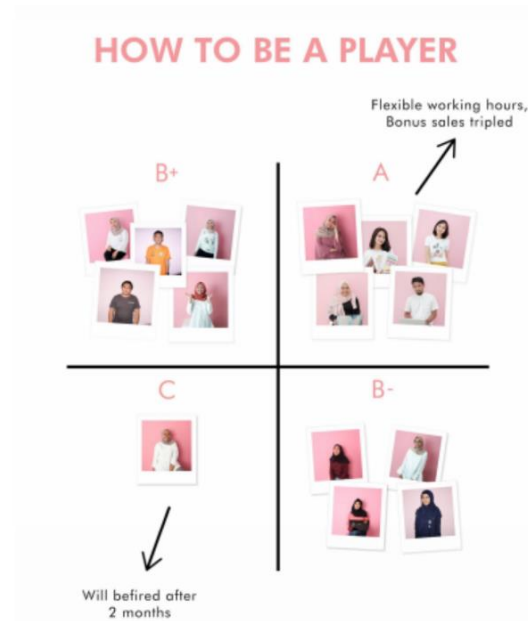 HOW TO BE A PLAYER
Flexible working hours,
Bonus sales tripled
B+
A
C
B-
Will befired after
2 months